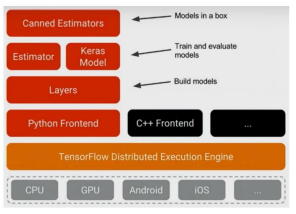 Canned Estimators
Models in a box
Estimator
Keras
Model
Train and evaluate
models
Layers
Build models
Python Frontend
C++ Frontend
...
TensorFlow Distributed Execution Engine
CPU
GPU
Android
iOS
...